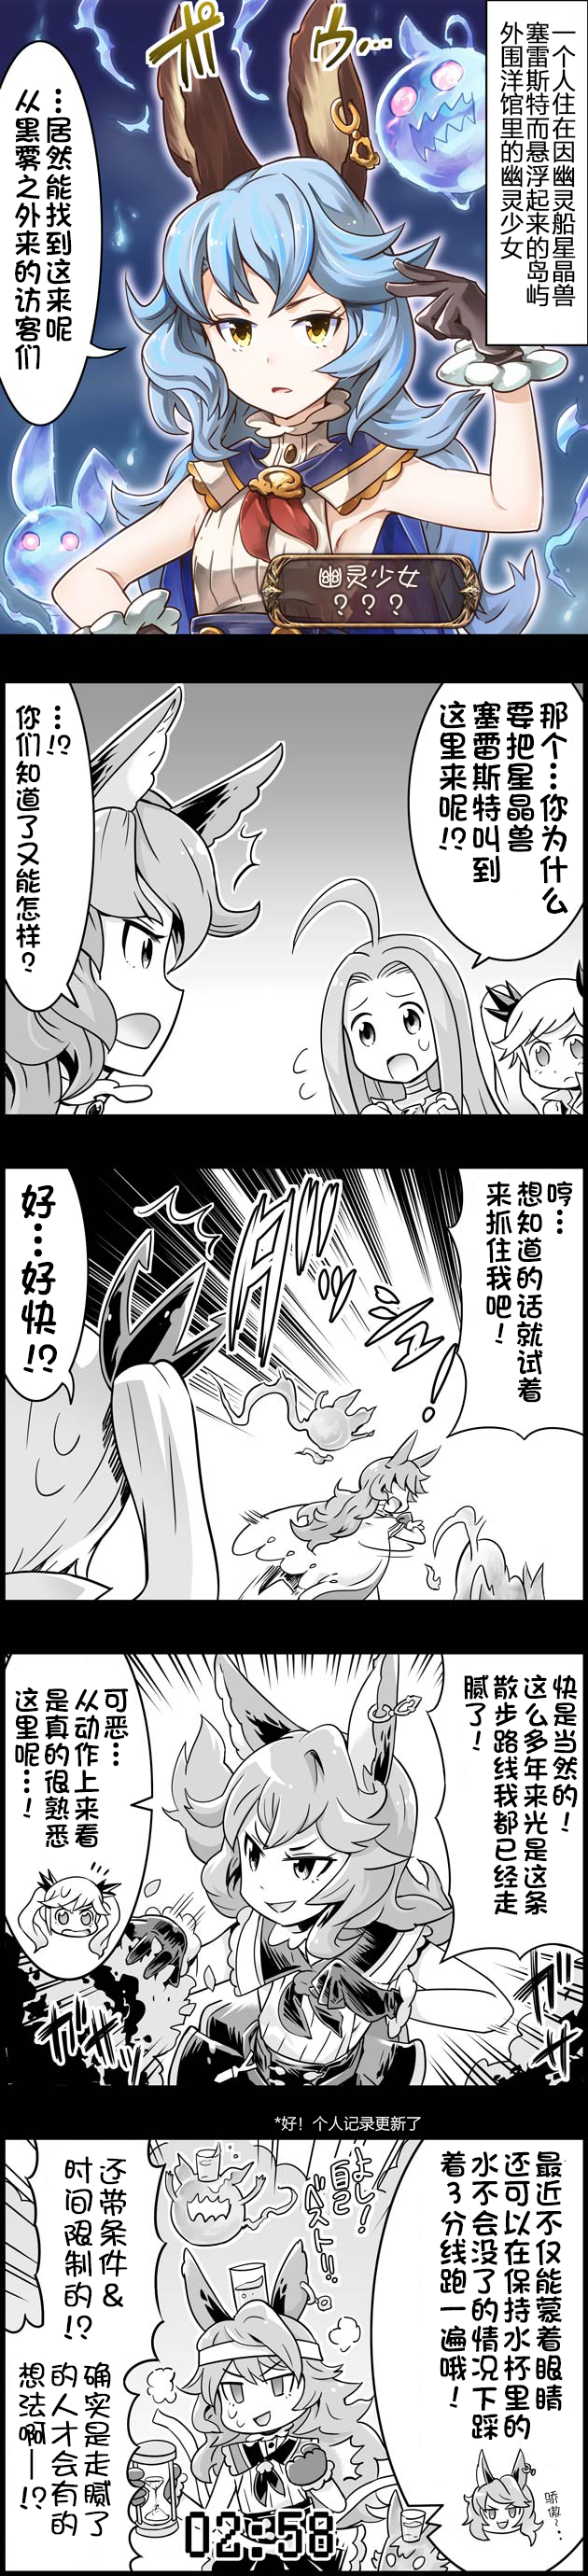 一个人住在因幽灵船星晶兽
塞雷斯特而悬浮起来的岛屿
外围洋馆里的幽灵少女
ウ…
ポ
…居然能找到这来呢
从黑雾之外来的访客们
幽灵少女
？？？
那个…你为什么
要把星晶兽
塞雷斯特叫到
这里来呢!?
…!?
你们知道了又能怎样？
哼…
想知道的话就试着
来抓住我吧！
ダッ！
好…好快!?
快是当然的！
这么多年来光是这条
散步路线我都已经走
腻了！
可恶…
从动作上来看
是真的很熟悉
这里呢…！
ガサ
ガサ
*好！个人记录更新了
最近不仅能蒙着眼睛
还可以在保持水杯里的
水不会没了的情况下踩
着3分线跑一遍哦！
骄傲~…
よし！
自己
ベスト!!
还带条件&
时间限制的!?
确实是走腻了
的人才会有的
想法啊—!?
02:58